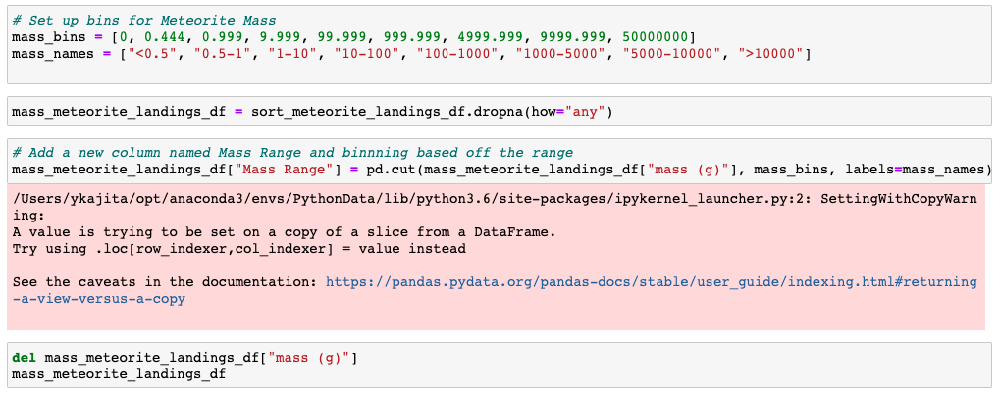 # Set up bins for Meteorite Mass
mass_bins = [0, 0.444, 0.999, 9.999, 99.999, 999.999, 4999.999, 9999.999, 50000000]
mass_names = ["<0.5", "0.5-1", "1-10", "10-100", "100-1000", "1000-5000", "5000-10000", ">10000"]
mass_meteorite_landings_df = sort_meteorite_landings_df.dropna(how="any")
# Add a new column named Mass Range and binnning based off the range
mass_meteorite_landings_df["Mass Range"] = pd.cut(mass_meteorite_landings_df["mass (g)"], mass_bins, labels=mass_names)
/Users/ykajita/opt/anaconda3/envs/PythonData/lib/python3.6/site-packages/ipykernel_launcher.py:2: SettingWithCopyWarn
ing:
A value is trying to be set on a copy of a slice from a DataFrame.
Try using .loc[row_indexer,col_indexer] = value instead
See the caveats in the documentation: https://pandas.pydata.org/pandas-docs/stable/user_guide/indexing.html#returning
-a-view-versus-a-copy
del mass_meteorite_landings_df["mass (g)"]
mass_meteorite_landings_df